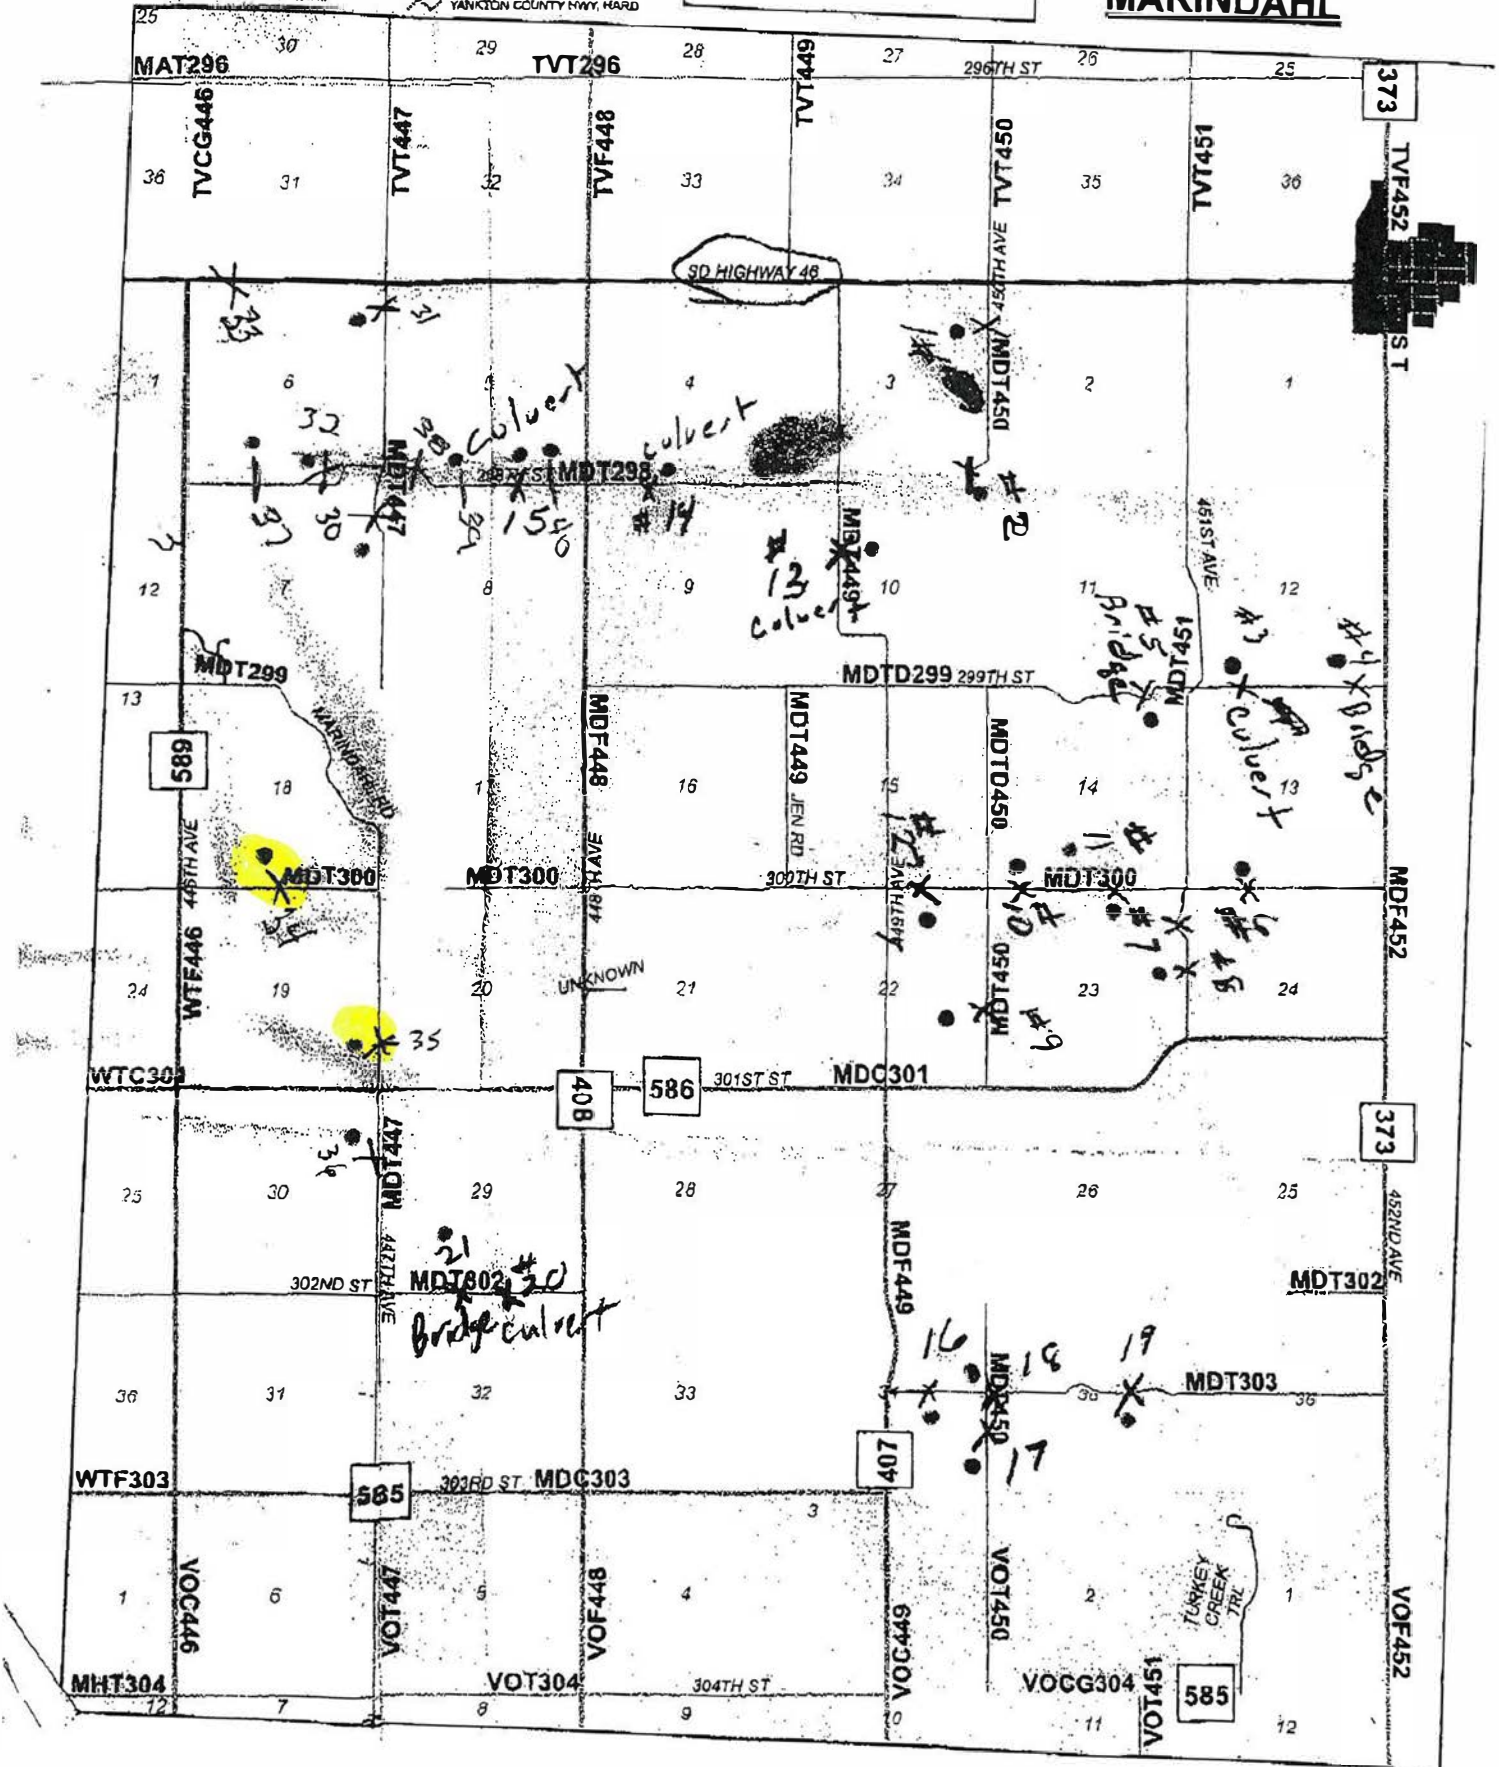 YANKTON COUNTY HWY, HARD
MARINDAHL
25
30 29 28 27 26 25
MAT296 TVT296 TVT449 296TH ST 373
TVCG446 TVT447 TVF448 TVT450 TVT451 TVF452
36 31 32 33 34 35 36
SD HIGHWAY 46
450TH AVE
ST
33 31
MDT450
1 6 4 3 2 1
32 38 Culvert culvert
298TH ST MDT298
MDT447
37 30 39 15 40 # 14 # 2
MDT449
451ST AVE
# 13 Culvert
12 7 8 9 10 11 12
#5 Bridge #3 #4
MDT451
MDT299 MDTD299 299TH ST
13
MARINDAHL RD
MDF448 MDT449 MDTD450
Culvert Bridge
589
18 17 16 15 14 13
JEN RD
446TH AVE 448TH AVE 449TH AVE
# 11 #
MDT300 MDT300 300TH ST MDT300
34 10 # #7 #6
WTF446 MDT450 MDF452
UNKNOWN
#8
24 19 20 21 22 23 24
35 #9
WTC301 408 586 301ST ST MDC301
373
36
MDT447
25 30 29 28 27 26 25
452ND AVE
447TH AVE
MDF449
21 # 20
302ND ST MDT302 MDT302
Bridge culvert
16 18 19
MDT450
36 31 32 33 36
MDT303
17
407
WTF303 585 303RD ST MDC303
3
VOC446 VOT447 VOF448 VOC449 VOT450 VOF452
1 6 5 4 2 1
TURKEY
CREEK
TRL
VOT451
MHT304 VOT304 304TH ST VOCG304 585
12 7 8 9 10 11 12